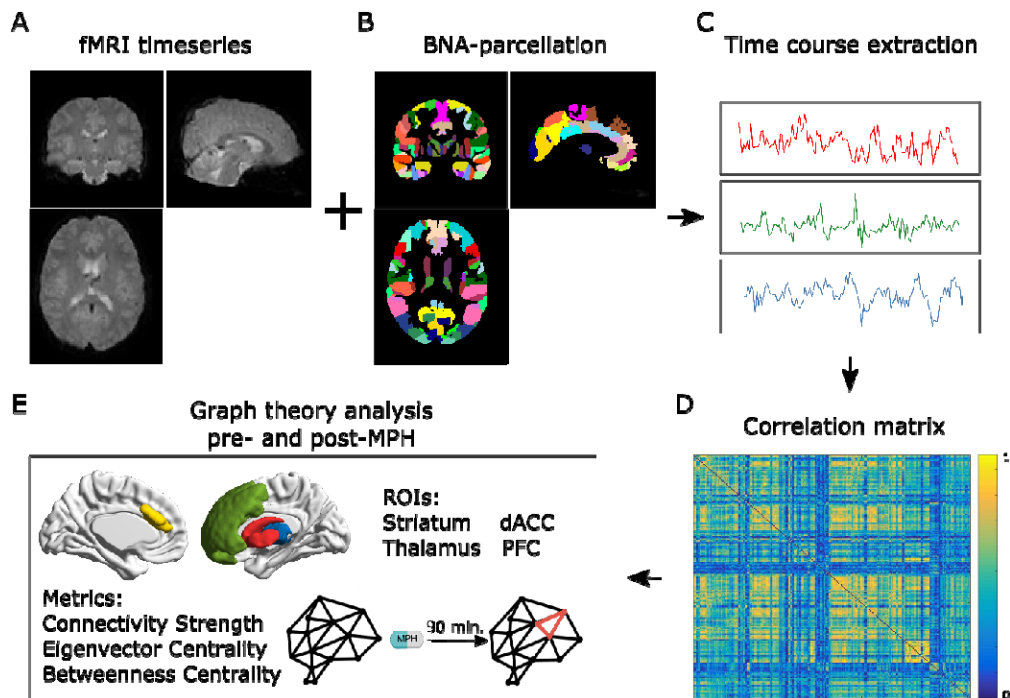 A
fMRI timeseries
B
BNA-parcellation
C
Time course extraction
D
Correlation matrix
E
Graph theory analysis
pre- and post-MPH
ROIs:
Striatum dACC
Thalamus PFC
Metrics:
Connectivity Strength
Eigenvector Centrality
Betweenness Centrality
MPH
90 min.